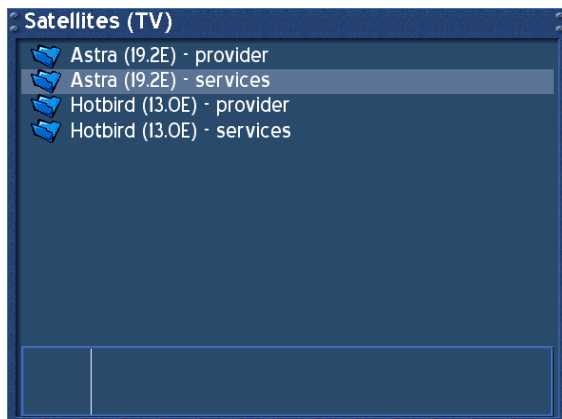 Satellites (TV)
Astra (19.2E) - provider
Astra (19.2E) - services
Hotbird (13.0E) - provider
Hotbird (13.0E) - services